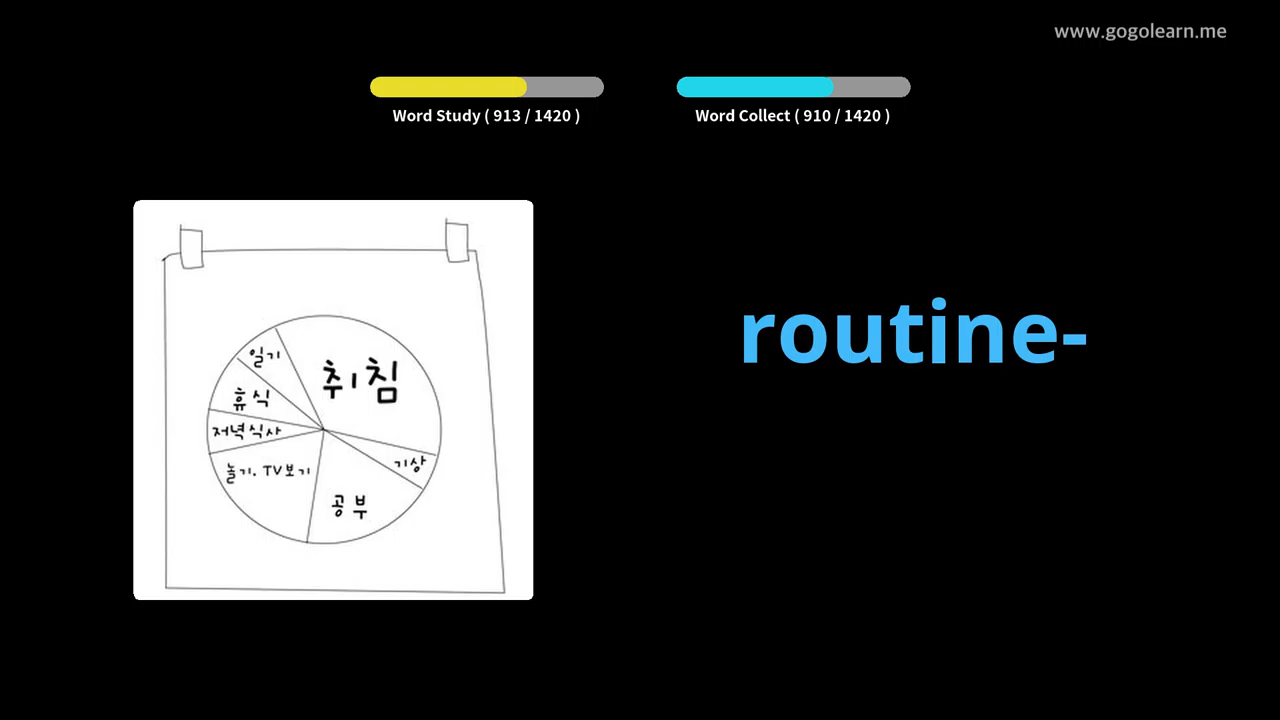 www.gogolearn.me
Word Study ( 913 / 1420 )
Word Collect ( 910 / 1420 )
routine-
일기
취침
휴식
저녁식사
기상
놀기. TV보기
공부